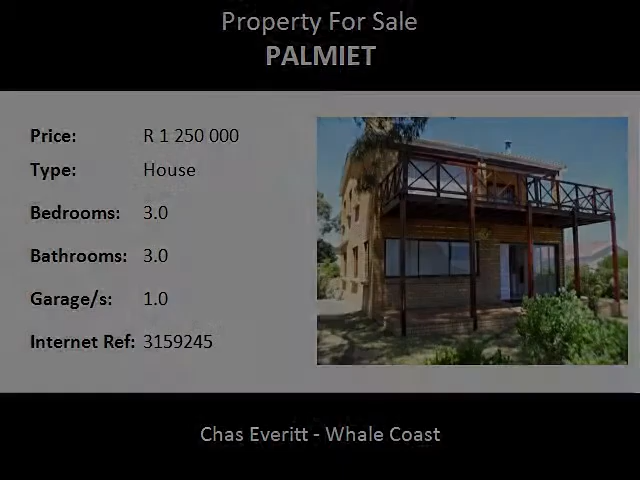 Property For Sale
PALMIET
Price: R 1 250 000
Type: House
Bedrooms: 3.0
Bathrooms: 3.0
Garage/s: 1.0
Internet Ref: 3159245
Chas Everitt - Whale Coast